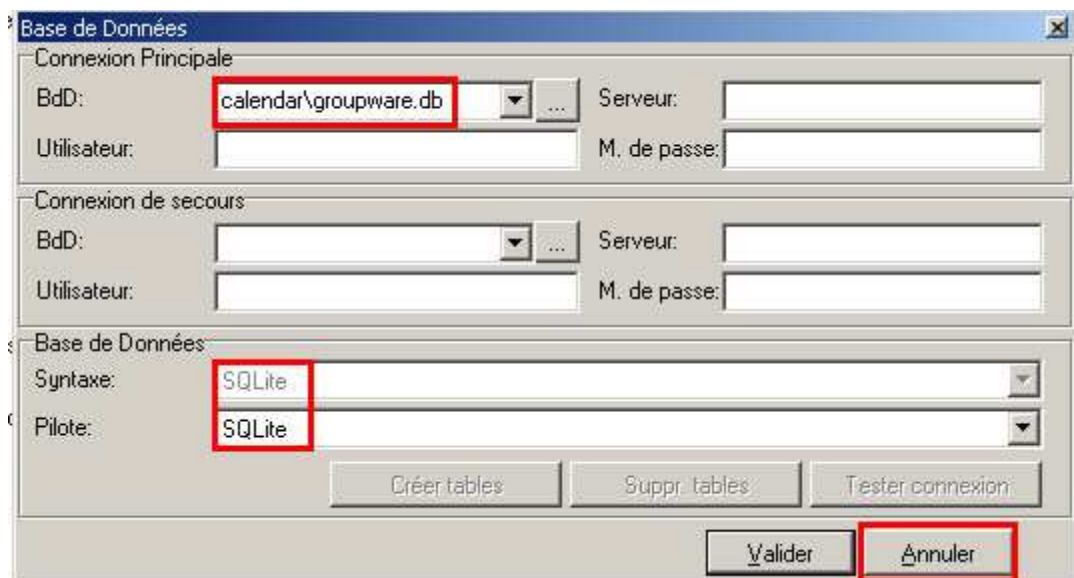 Base de Données
Connexion Principale
BdD: calendar\groupware.db ... Serveur:
Utilisateur: M. de passe:
Connexion de secours
BdD: ... Serveur:
Utilisateur: M. de passe:
Base de Données
Syntaxe: SQLite
Pilote: SQLite
Créer tables Suppr. tables Tester connexion
Valider Annuler